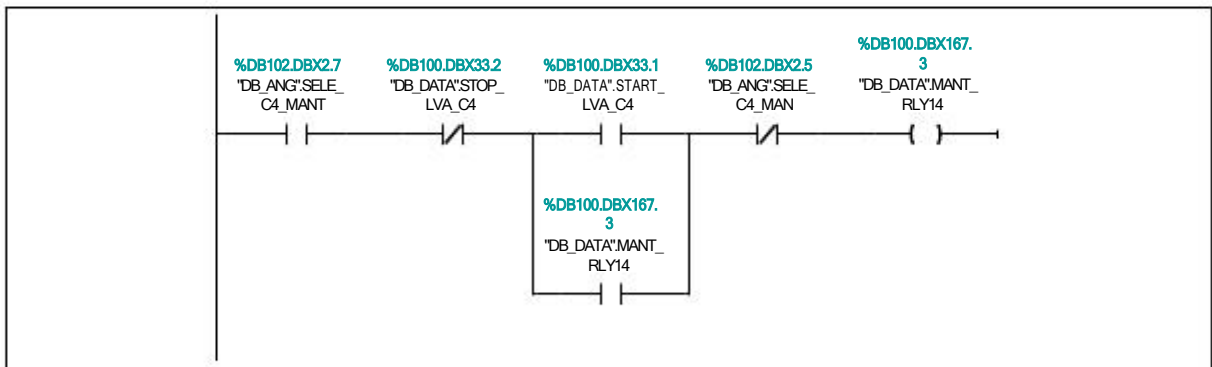 %DB102.DBX2.7
"DB_ANG".SELE_
C4_MANT
%DB100.DBX33.2
"DB_DATA".STOP_
LVA_C4
%DB100.DBX33.1
"DB_DATA".START_
LVA_C4
%DB102.DBX2.5
"DB_ANG".SELE_
C4_MAN
%DB100.DBX167.
3
"DB_DATA".MANT_
RLY14
%DB100.DBX167.
3
"DB_DATA".MANT_
RLY14